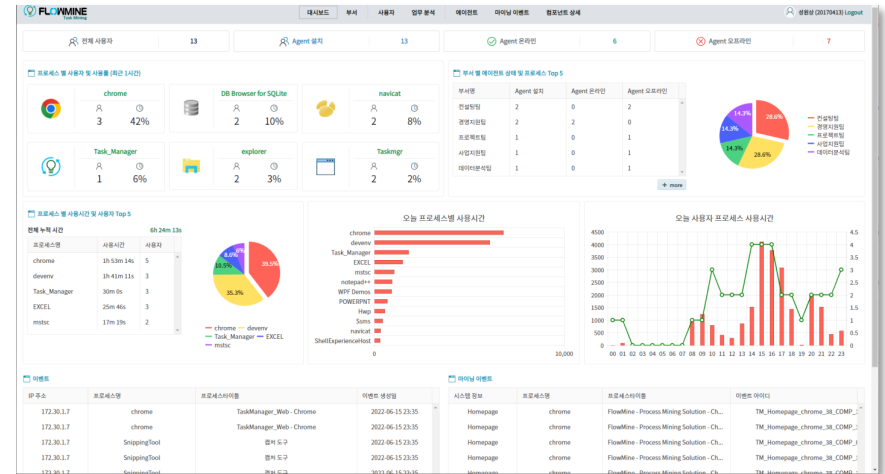 FLOWMINE
Task Mining
대시보드 부서 사용자 업무 분석 에이전트 마이닝 이벤트 컴포넌트 상세
성원상 (20170413) Logout
전체 사용자 13
Agent 설치 13
Agent 온라인 6
Agent 오프라인 7
프로세스 별 사용자 및 사용률 (최근 1시간)
chrome
3 42%
DB Browser for SQLite
2 10%
navicat
2 8%
Task_Manager
1 6%
explorer
2 3%
Taskmgr
2 2%
부서 별 에이전트 상태 및 프로세스 Top 5
부서명 Agent 설치 Agent 온라인 Agent 오프라인
컨설팅팀 2 0 2
경영지원팀 2 2 0
프로젝트팀 1 0 1
사업지원팀 1 0 1
데이터분석팀 1 0 1
+ more
14.3%
28.6%
14.3%
14.3%
28.6%
컨설팅팀
경영지원팀
프로젝트팀
사업지원팀
데이터분석팀
프로세스 별 사용시간 및 사용자 Top 5
전체 누적 시간 6h 24m 13s
프로세스명 사용시간 사용자
chrome 1h 53m 14s 5
devenv 1h 41m 11s 3
Task_Manager 30m 0s 3
EXCEL 25m 46s 3
mstsc 17m 19s 2
6%
8.6%
10.5%
39.5%
35.3%
chrome devenv
Task_Manager EXCEL
mstsc
오늘 프로세스별 사용시간
chrome
devenv
Task_Manager
EXCEL
mstsc
notepad++
WPF Demos
POWERPNT
Hwp
Ssms
navicat
ShellExperienceHost
0 10,000
오늘 사용자 프로세스 사용시간
4500 4.5
4000 4
3500 3.5
3000 3
2500 2.5
2000 2
1500 1.5
1000 1
500 0.5
0 0
00 01 02 03 04 05 06 07 08 09 10 11 12 13 14 15 16 17 18 19 20 21 22 23
이벤트
IP 주소 프로세스명 프로세스타이틀 이벤트 생성일
172.30.1.7 chrome TaskManager_Web - Chrome 2022-06-15 23:35
172.30.1.7 chrome TaskManager_Web - Chrome 2022-06-15 23:35
172.30.1.7 SnippingTool 캡처 도구 2022-06-15 23:35
172.30.1.7 SnippingTool 캡처 도구 2022-06-15 23:35
마이닝 이벤트
시스템 정보 프로세스명 프로세스타이틀 이벤트 아이디
Homepage chrome FlowMine - Process Mining Solution - Ch... TM_Homepage_chrome_38_COMP_
Homepage chrome FlowMine - Process Mining Solution - Ch... TM_Homepage_chrome_38_COMP_
Homepage chrome FlowMine - Process Mining Solution - Ch... TM_Homepage_chrome_38_COMP_
Homepage chrome FlowMine - Process Mining Solution - Ch... TM_Homepage_chrome_38_COMP_